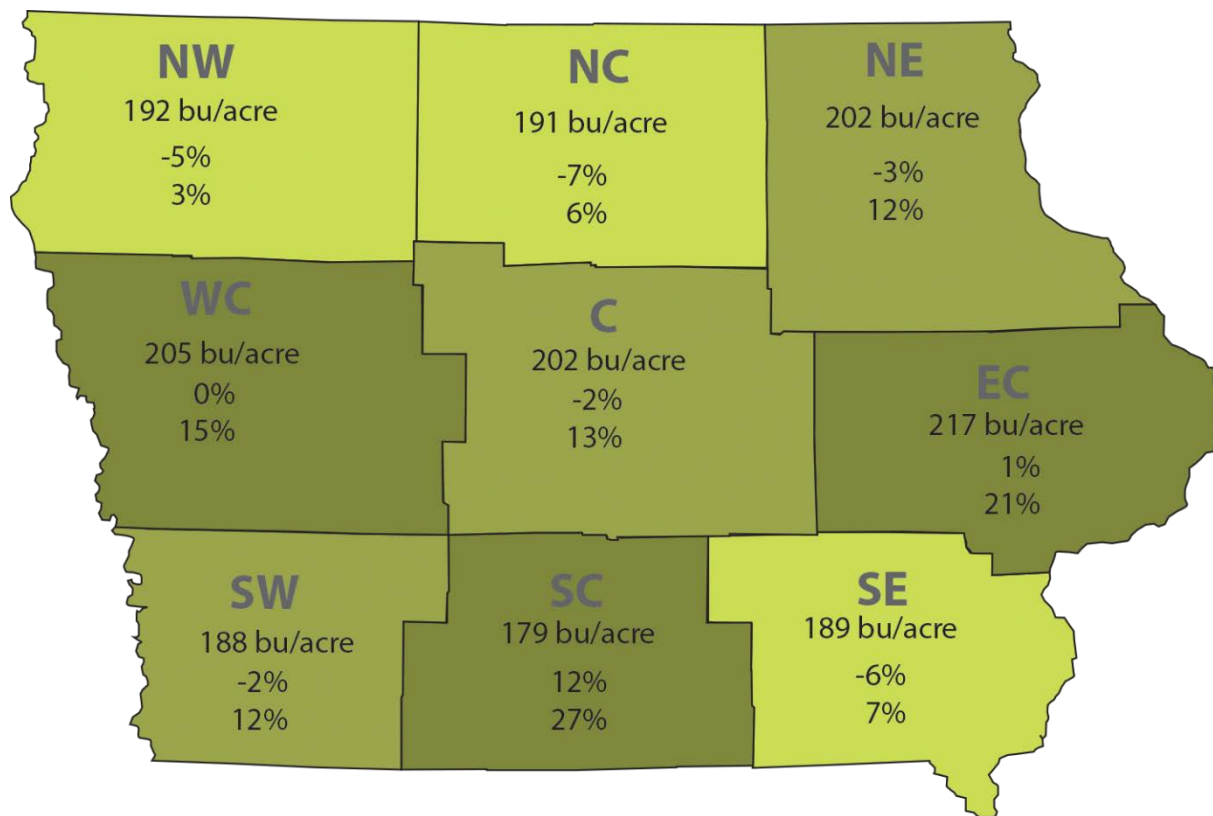 NW
192 bu/acre
-5%
3%
NC
191 bu/acre
-7%
6%
NE
202 bu/acre
-3%
12%
WC
205 bu/acre
0%
15%
C
202 bu/acre
-2%
13%
EC
217 bu/acre
1%
21%
SW
188 bu/acre
-2%
12%
SC
179 bu/acre
12%
27%
SE
189 bu/acre
-6%
7%